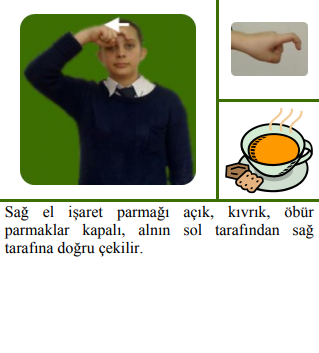 Sağ el işaret parmağı açık, kıvrık, öbür
parmaklar kapalı, alnın sol tarafından sağ
tarafına doğru çekilir.